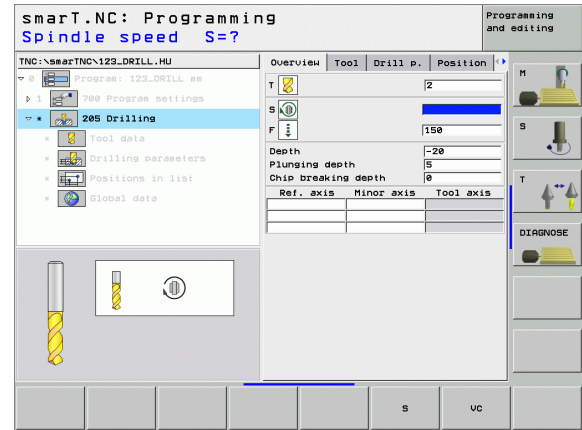 smarT.NC: Programming
Spindle speed S=?
Programming
and editing
TNC:\smarTNC\123_DRILL.HU
0 Program: 123_DRILL mm
1 700 Program settings
* 205 Drilling
* Tool data
* Drilling parameters
* Positions in list
* Global data
Overview Tool Drill p. Position
T 2
S
F 150
Depth -20
Plunging depth 5
Chip breaking depth 0
Ref. axis Minor axis Tool axis
M
S
T
DIAGNOSE
S VC